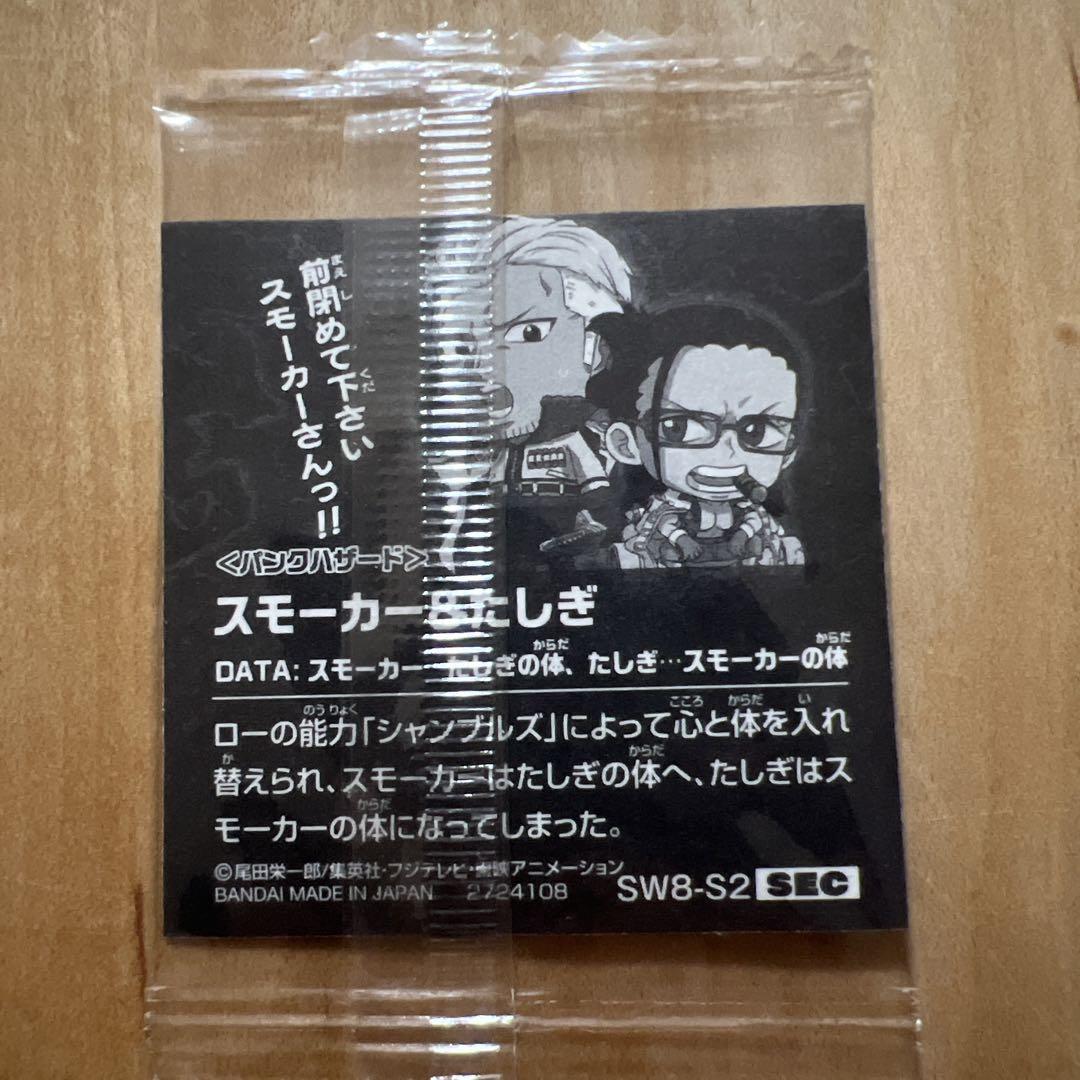 前閉めて下さい
スモーカーさんっ!!
<パンクハザード>
スモーカー&たしぎ
DATA: スモーカー たしぎの体、たしぎ…スモーカーの体
ローの能力「シャンブルズ」によって心と体を入れ
替えられ、スモーカーはたしぎの体へ、たしぎはス
モーカーの体になってしまった。
©尾田栄一郎/集英社・フジテレビ・東映アニメーション
BANDAI MADE IN JAPAN 2724108
SW8-S2 SEC